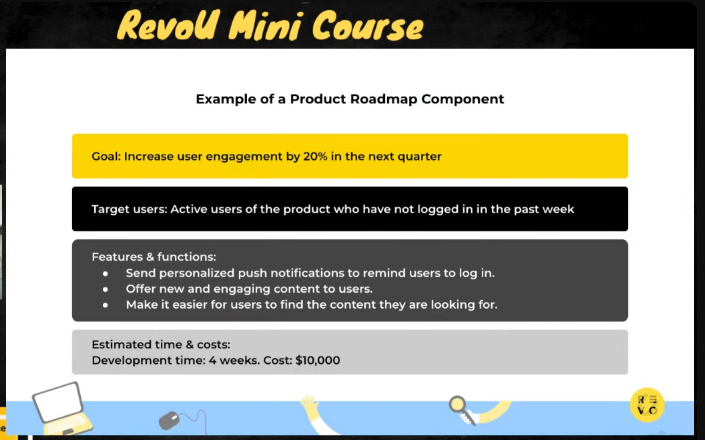 RevoU Mini Course
Example of a Product Roadmap Component
Goal: Increase user engagement by 20% in the next quarter
Target users: Active users of the product who have not logged in in the past week
Features & functions:
• Send personalized push notifications to remind users to log in.
• Offer new and engaging content to users.
• Make it easier for users to find the content they are looking for.
Estimated time & costs:
Development time: 4 weeks. Cost: $10,000